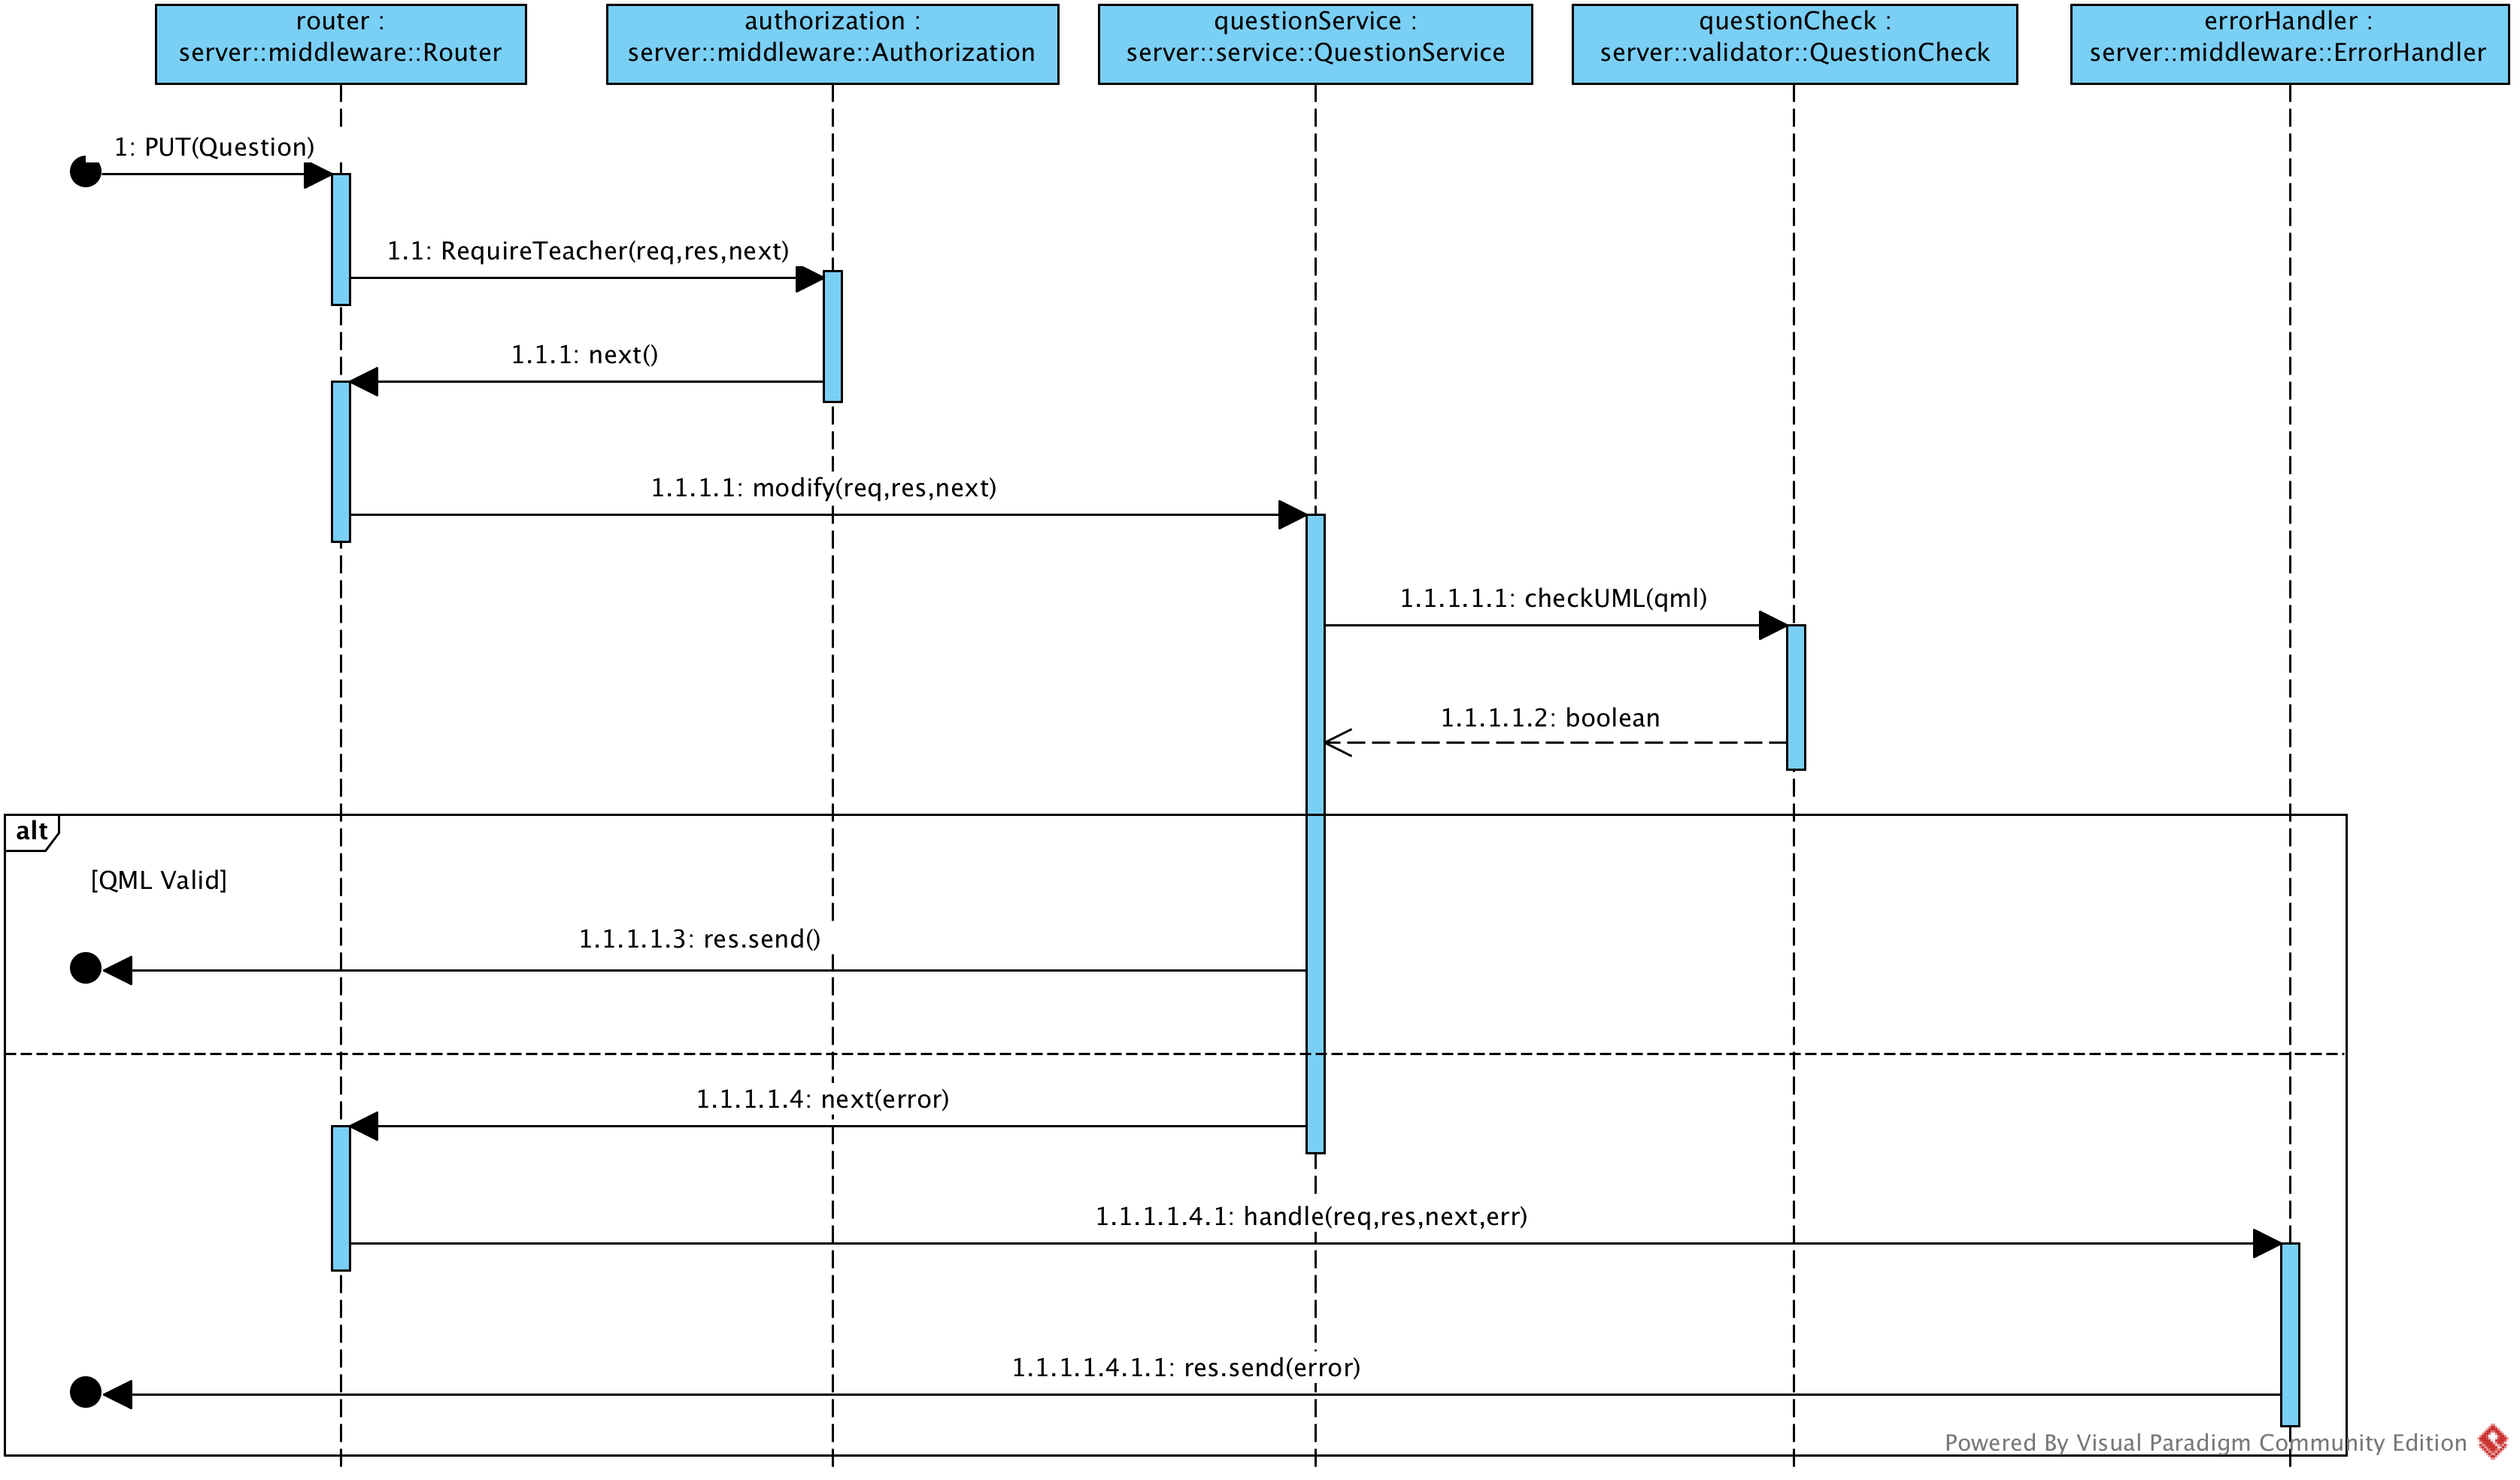 router :
server::middleware::Router
authorization :
server::middleware::Authorization
questionService :
server::service::QuestionService
questionCheck :
server::validator::QuestionCheck
errorHandler :
server::middleware::ErrorHandler
1: PUT(Question)
1.1: RequireTeacher(req,res,next)
1.1.1: next()
1.1.1.1: modify(req,res,next)
1.1.1.1.1: checkUML(qml)
1.1.1.1.2: boolean
alt
[QML Valid]
1.1.1.1.3: res.send()
1.1.1.1.4: next(error)
1.1.1.1.4.1: handle(req,res,next,err)
1.1.1.1.4.1.1: res.send(error)
Powered By Visual Paradigm Community Edition